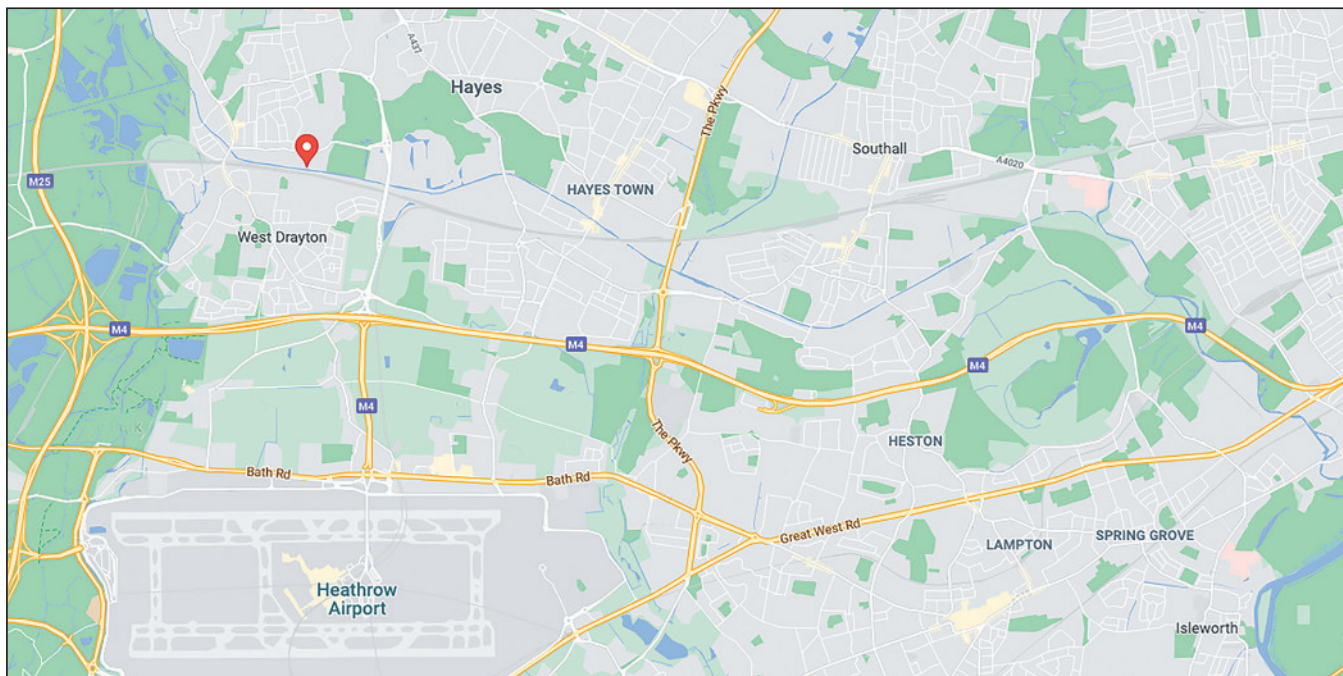 A437
Hayes
The Pkwy
Southall
A4020
M25
HAYES TOWN
West Drayton
M4
M4
M4
M4
M4
The Pkwy
HESTON
Bath Rd
Bath Rd
Great West Rd
SPRING GROVE
LAMPTON
Heathrow
Airport
Isleworth